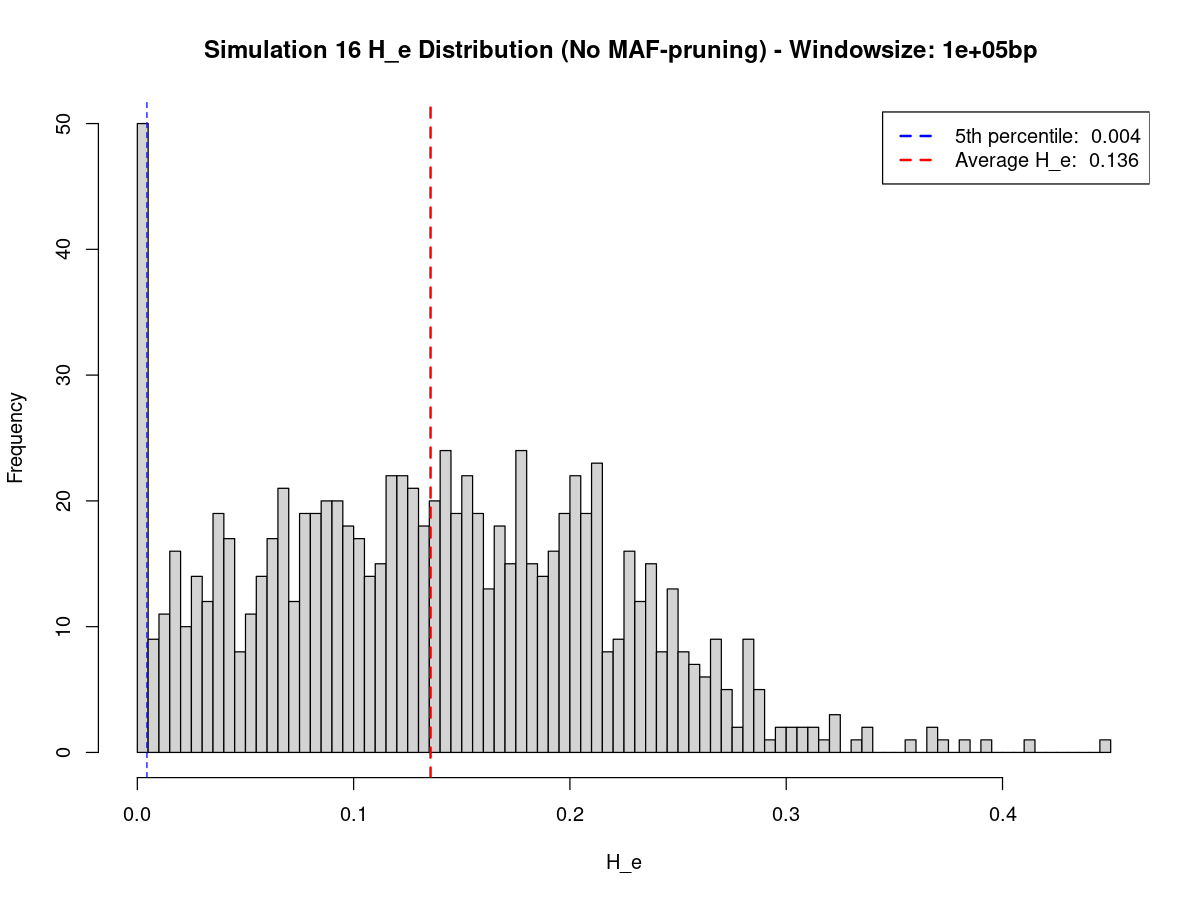 Simulation 16 H_e Distribution (No MAF-pruning) - Windowsize: 1e+05bp
5th percentile: 0.004
Average H_e: 0.136
Frequency
50
40
30
20
10
0
0.0 0.1 0.2 0.3 0.4
H_e